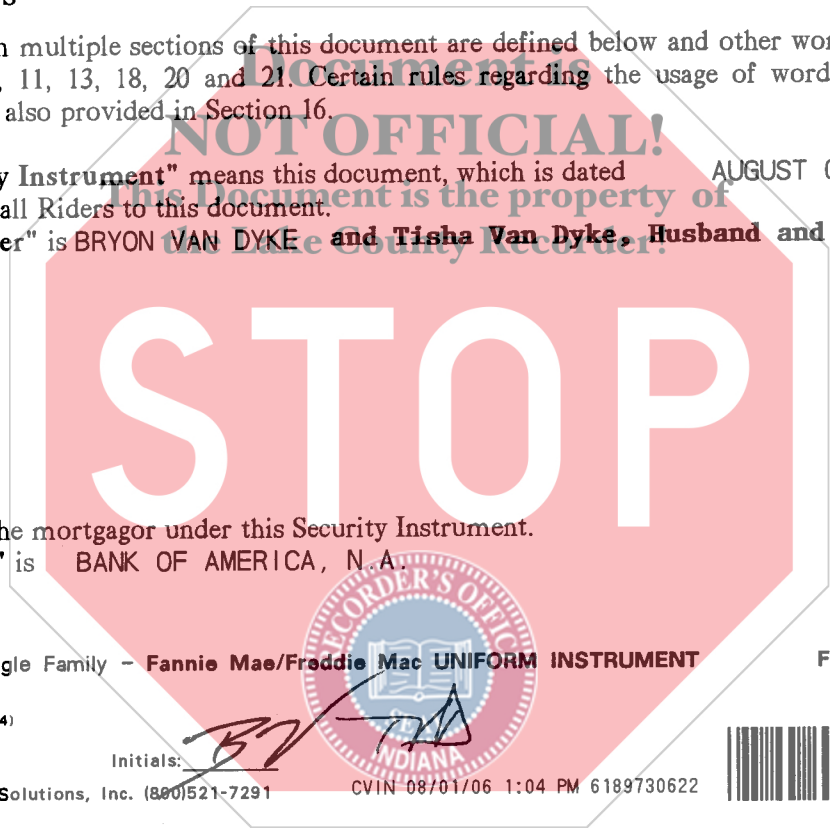 n multiple sections of this document are defined below and other wor
, 11, 13, 18, 20 and 21. Certain rules regarding the usage of word
also provided in Section 16.
Document is
NOT OFFICIAL!
This Document is the property of
the Lake County Recorder!
y Instrument" means this document, which is dated AUGUST 0
all Riders to this document.
er" is BRYON VAN DYKE and Tisha Van Dyke, Husband and
STOP
he mortgagor under this Security Instrument.
" is BANK OF AMERICA, N.A.
RECORDER'S OFFICE
SEAL
INDIANA
gle Family - Fannie Mae/Freddie Mac UNIFORM INSTRUMENT F
4)
Initials:
Solutions, Inc. (800)521-7291 CVIN 08/01/06 1:04 PM 6189730622